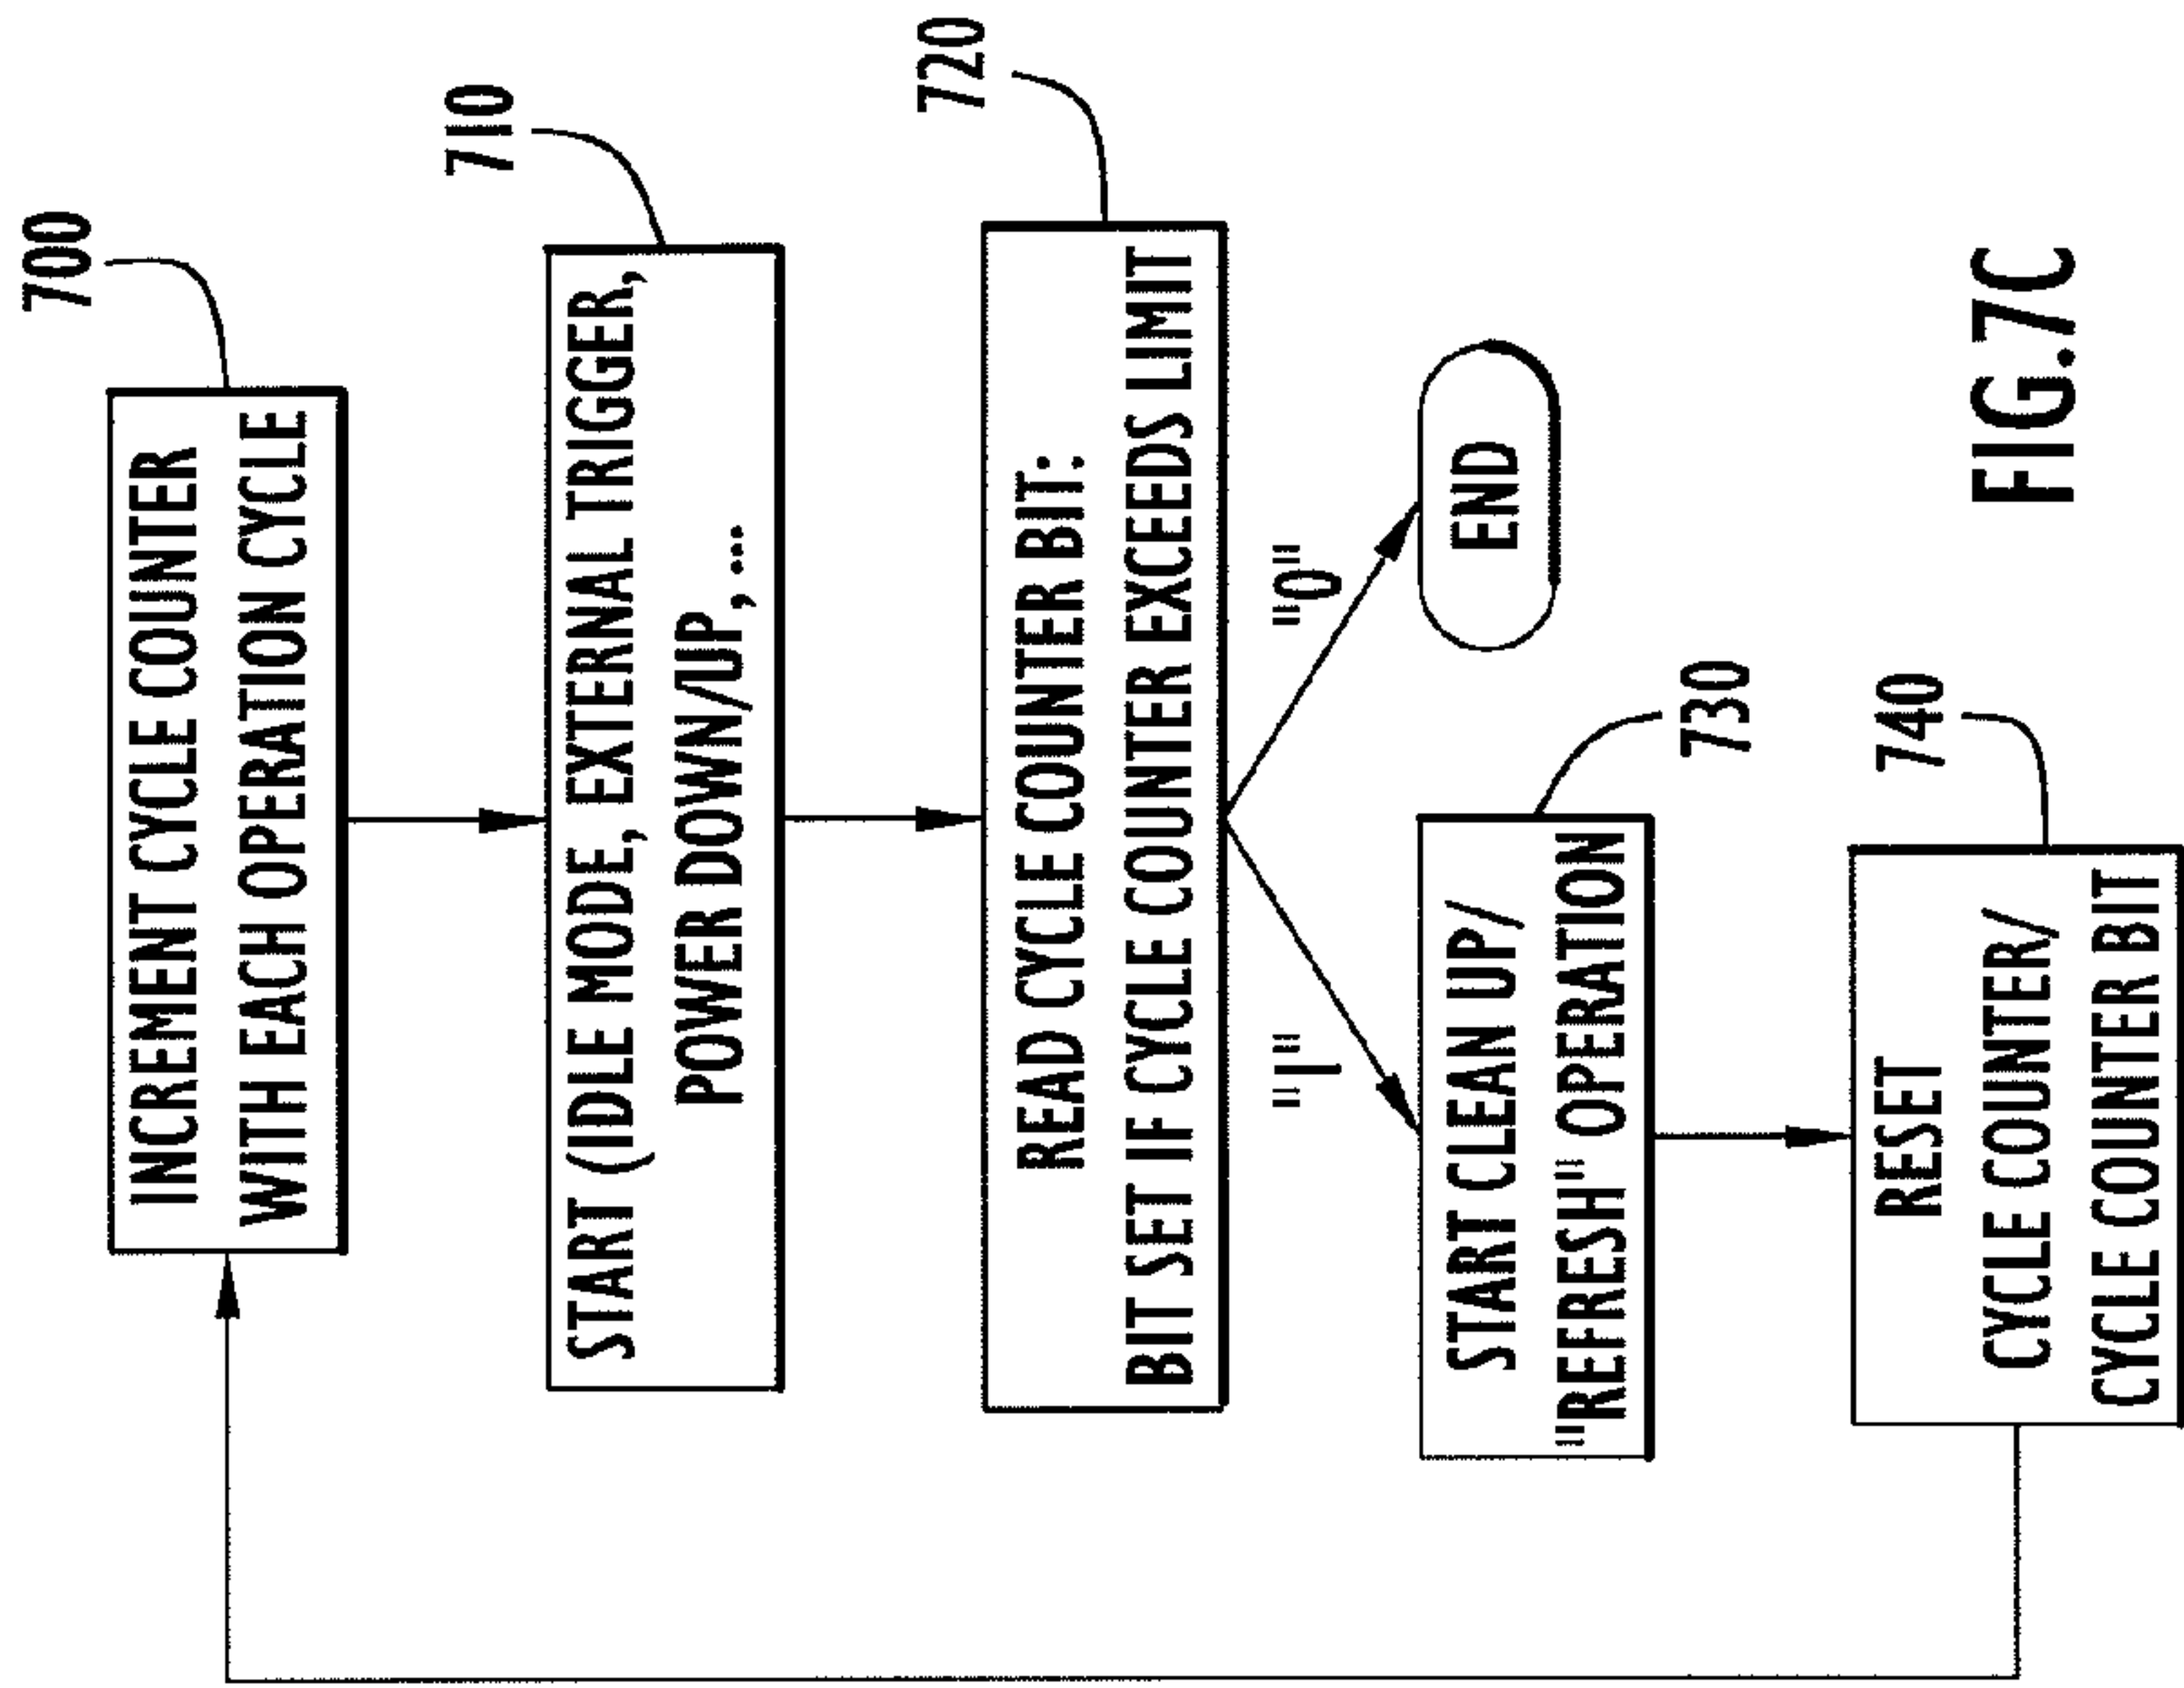 700
INCREMENT CYCLE COUNTER
WITH EACH OPERATION CYCLE
710
START (IDLE MODE, EXTERNAL TRIGGER,
POWER DOWN/UP,...
720
READ CYCLE COUNTER BIT:
BIT SET IF CYCLE COUNTER EXCEEDS LIMIT
"1"
"0"
START CLEAN UP/
"REFRESH" OPERATION
730
END
RESET
CYCLE COUNTER/
CYCLE COUNTER BIT
740
FIG.7C